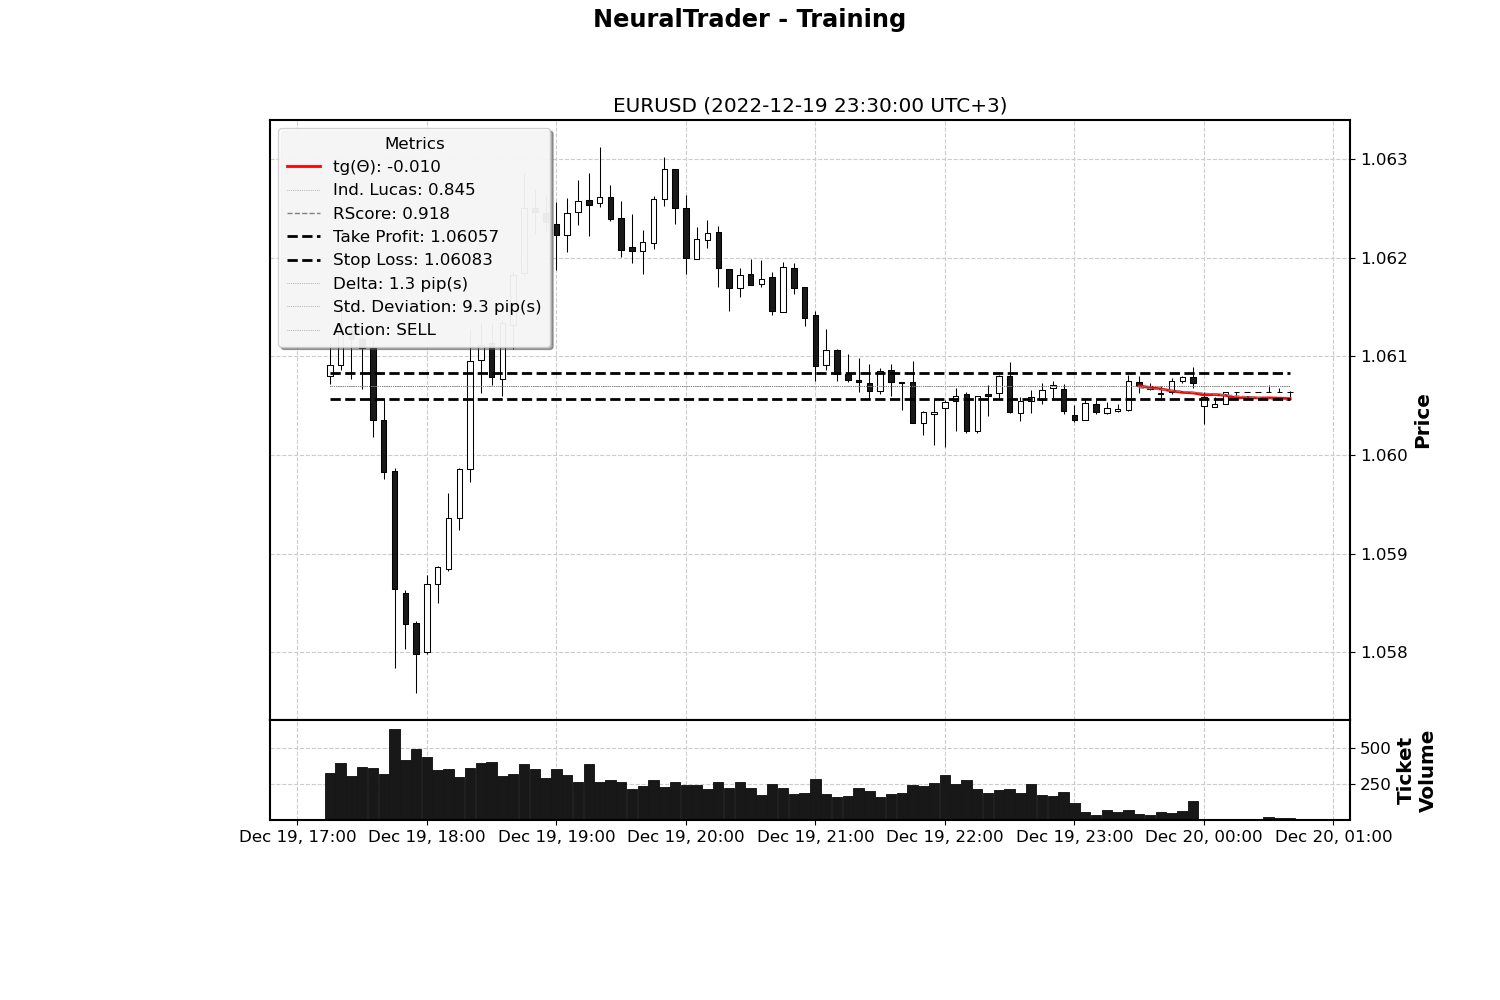 NeuralTrader - Training
EURUSD (2022-12-19 23:30:00 UTC+3)
Metrics
tg(Θ): -0.010
Ind. Lucas: 0.845
RScore: 0.918
Take Profit: 1.06057
Stop Loss: 1.06083
Delta: 1.3 pip(s)
Std. Deviation: 9.3 pip(s)
Action: SELL
1.063
1.062
1.061
1.060
1.059
1.058
Price
500
250
Ticket
Volume
Dec 19, 17:00 Dec 19, 18:00 Dec 19, 19:00 Dec 19, 20:00 Dec 19, 21:00 Dec 19, 22:00 Dec 19, 23:00 Dec 20, 00:00 Dec 20, 01:00